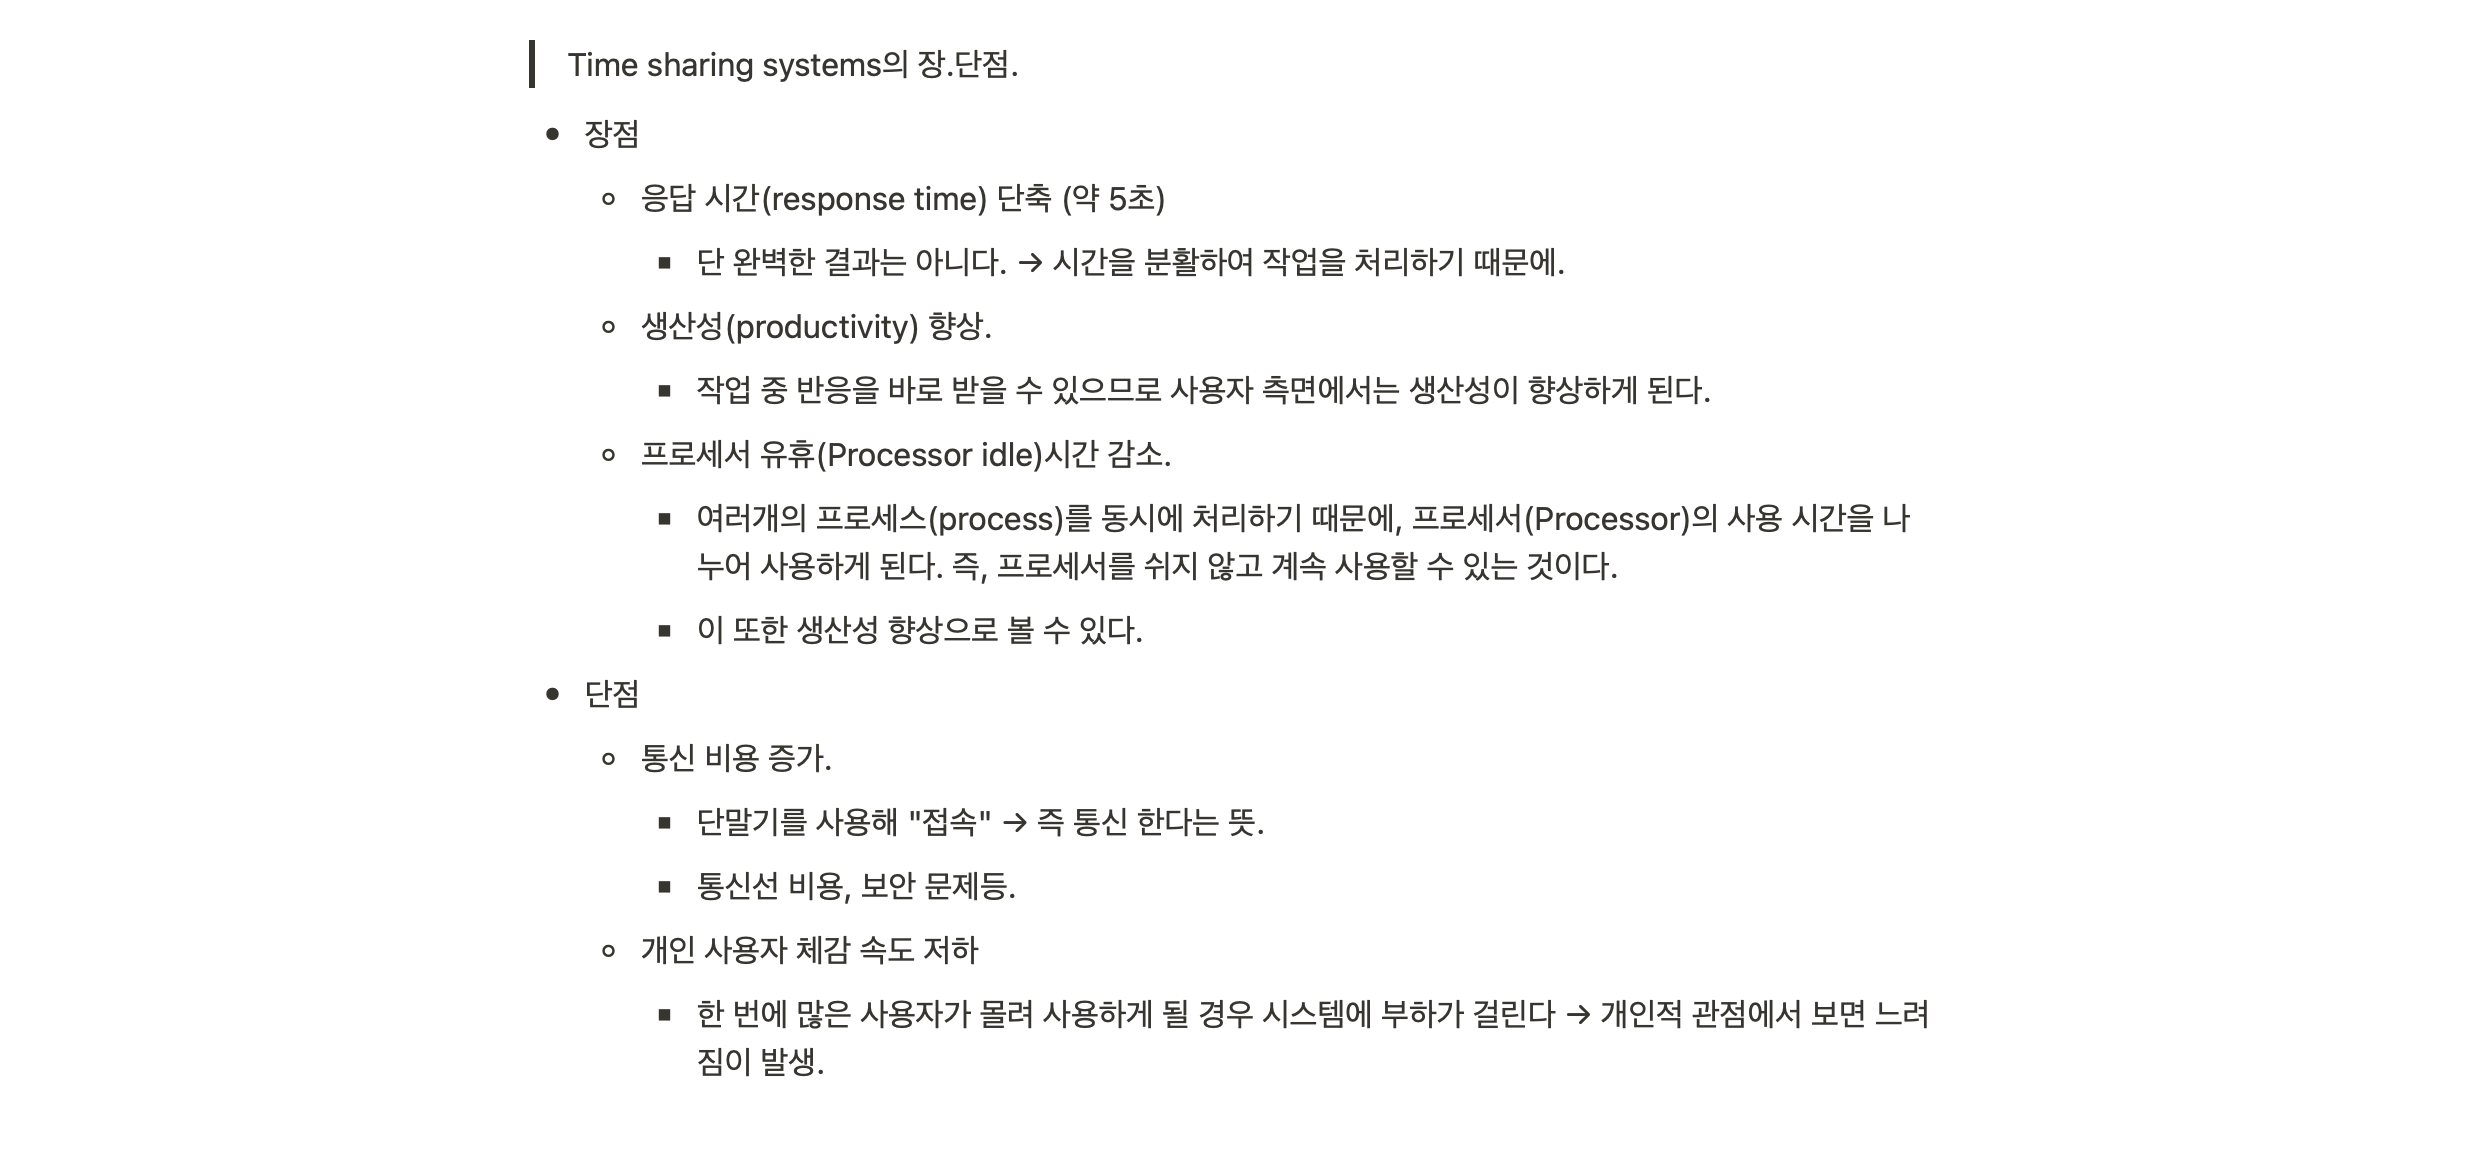 Time sharing systems의 장.단점.
장점
응답 시간(response time) 단축 (약 5초)
단 완벽한 결과는 아니다. → 시간을 분활하여 작업을 처리하기 때문에.
생산성(productivity) 향상.
작업 중 반응을 바로 받을 수 있으므로 사용자 측면에서는 생산성이 향상하게 된다.
프로세서 유휴(Processor idle)시간 감소.
여러개의 프로세스(process)를 동시에 처리하기 때문에, 프로세서(Processor)의 사용 시간을 나
누어 사용하게 된다. 즉, 프로세서를 쉬지 않고 계속 사용할 수 있는 것이다.
이 또한 생산성 향상으로 볼 수 있다.
단점
통신 비용 증가.
단말기를 사용해 "접속" → 즉 통신 한다는 뜻.
통신선 비용, 보안 문제등.
개인 사용자 체감 속도 저하
한 번에 많은 사용자가 몰려 사용하게 될 경우 시스템에 부하가 걸린다 → 개인적 관점에서 보면 느려
짐이 발생.